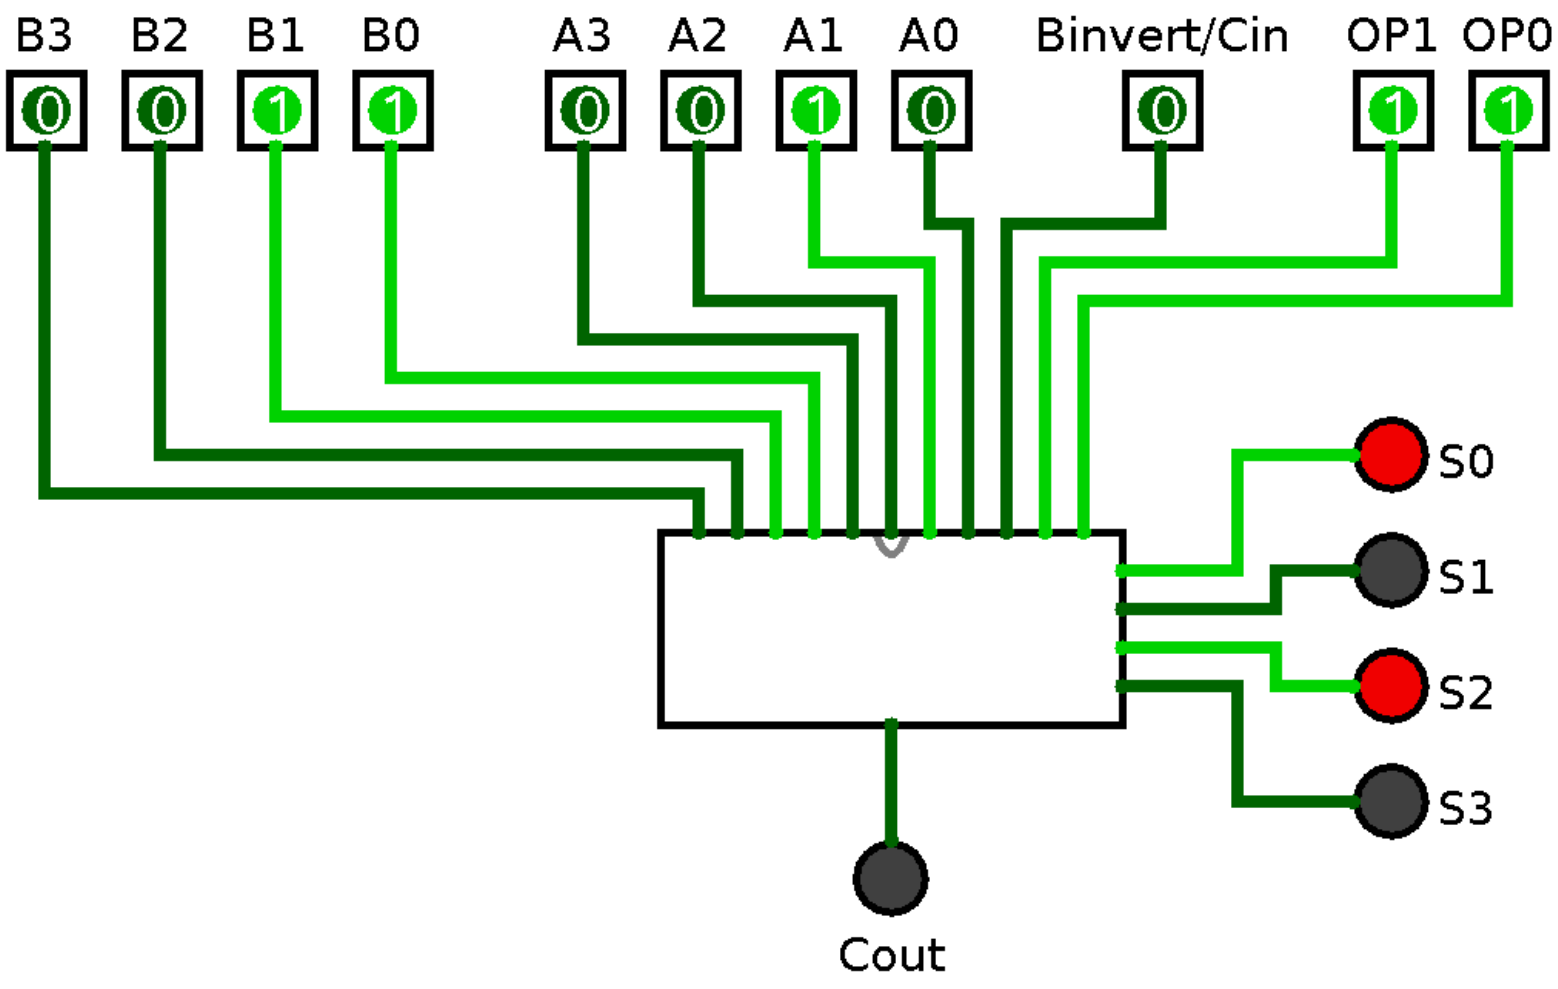 B3 B2 B1 B0 A3 A2 A1 A0 Binvert/Cin OP1 OP0
0 0 1 1 0 0 1 0 0 1 1
S0
S1
S2
S3
Cout